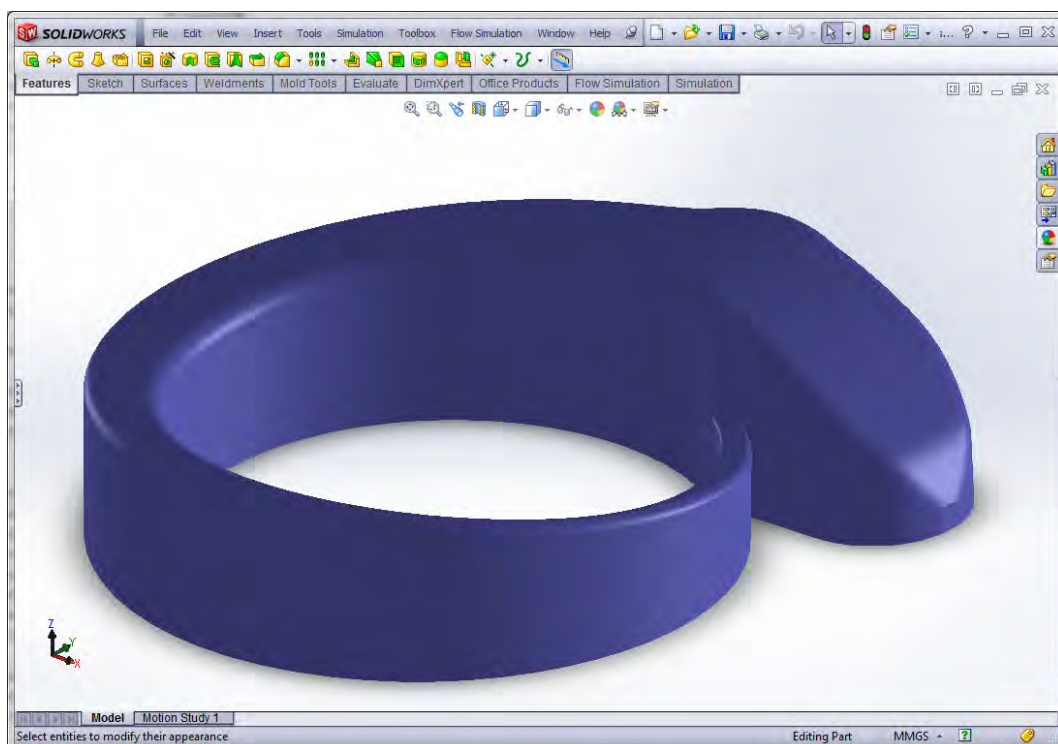 SW SOLIDWORKS File Edit View Insert Tools Simulation Toolbox Flow Simulation Window Help
Features Sketch Surfaces Weldments Mold Tools Evaluate DimXpert Office Products Flow Simulation Simulation
Z
Y
X
Model Motion Study 1
Select entities to modify their appearance Editing Part MMGS